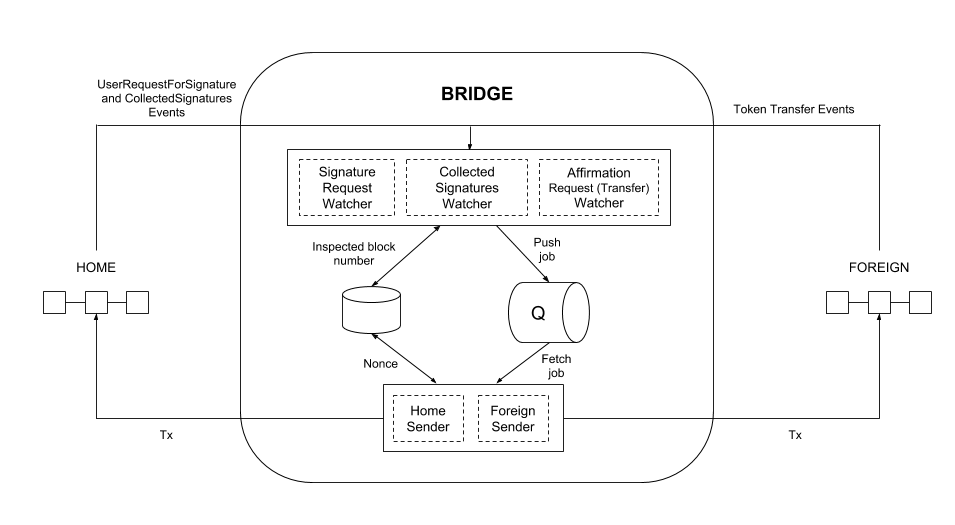 BRIDGE
UserRequestForSignature
and CollectedSignatures
Events
Token Transfer Events
Signature
Request
Watcher
Collected
Signatures
Watcher
Affirmation
Request (Transfer)
Watcher
Inspected block
number
Push
job
HOME
FOREIGN
Q
Nonce
Fetch
job
Home
Sender
Foreign
Sender
Tx
Tx